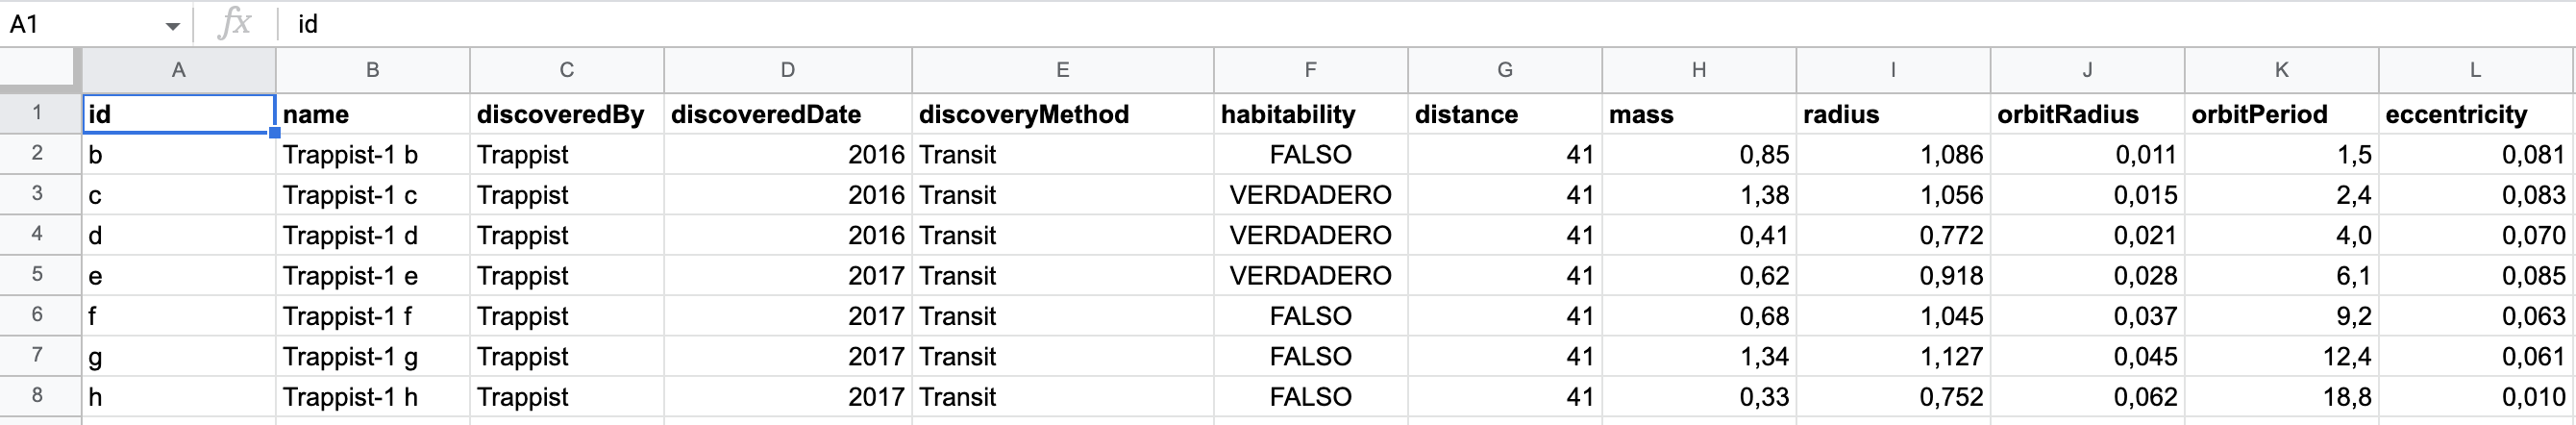 A1 fx id
A B C D E F G H I J K L
1 id name discoveredBy discoveredDate discoveryMethod habitability distance mass radius orbitRadius orbitPeriod eccentricity
2 b Trappist-1 b Trappist 2016 Transit FALSO 41 0,85 1,086 0,011 1,5 0,081
3 c Trappist-1 c Trappist 2016 Transit VERDADERO 41 1,38 1,056 0,015 2,4 0,083
4 d Trappist-1 d Trappist 2016 Transit VERDADERO 41 0,41 0,772 0,021 4,0 0,070
5 e Trappist-1 e Trappist 2017 Transit VERDADERO 41 0,62 0,918 0,028 6,1 0,085
6 f Trappist-1 f Trappist 2017 Transit FALSO 41 0,68 1,045 0,037 9,2 0,063
7 g Trappist-1 g Trappist 2017 Transit FALSO 41 1,34 1,127 0,045 12,4 0,061
8 h Trappist-1 h Trappist 2017 Transit FALSO 41 0,33 0,752 0,062 18,8 0,010